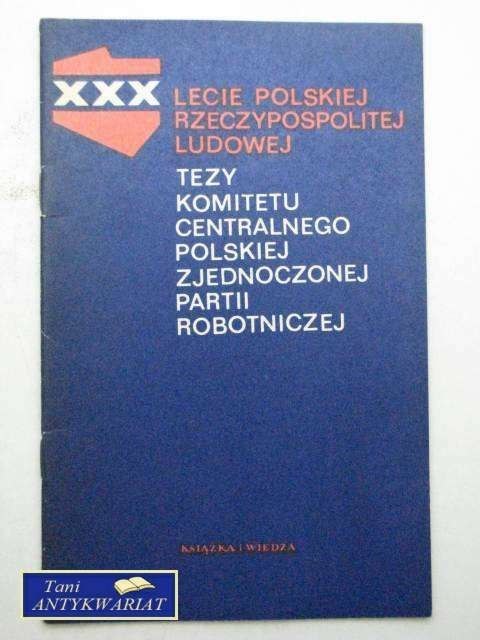 XXX
LECIE POLSKIEJ
RZECZYPOSPOLITEJ
LUDOWEJ
TEZY
KOMITETU
CENTRALNEGO
POLSKIEJ
ZJEDNOCZONEJ
PARTII
ROBOTNICZEJ
KSIĄŻKA I WIEDZA
Tani
ANTYKWARIAT